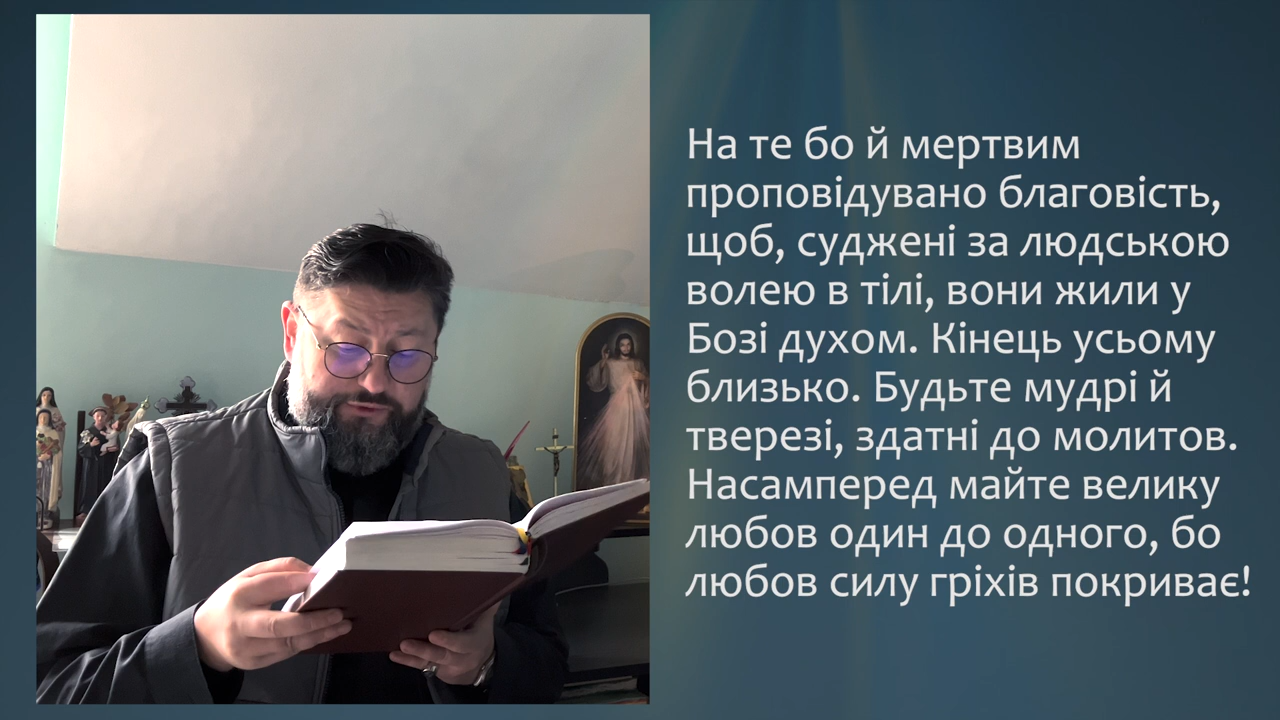 На те бо й мертвим
проповідувано благовість,
щоб, суджені за людською
волею в тілі, вони жили у
Бозі духом. Кінець усьому
близько. Будьте мудрі й
тверезі, здатні до молитов.
Насамперед майте велику
любов один до одного, бо
любов силу гріхів покриває!